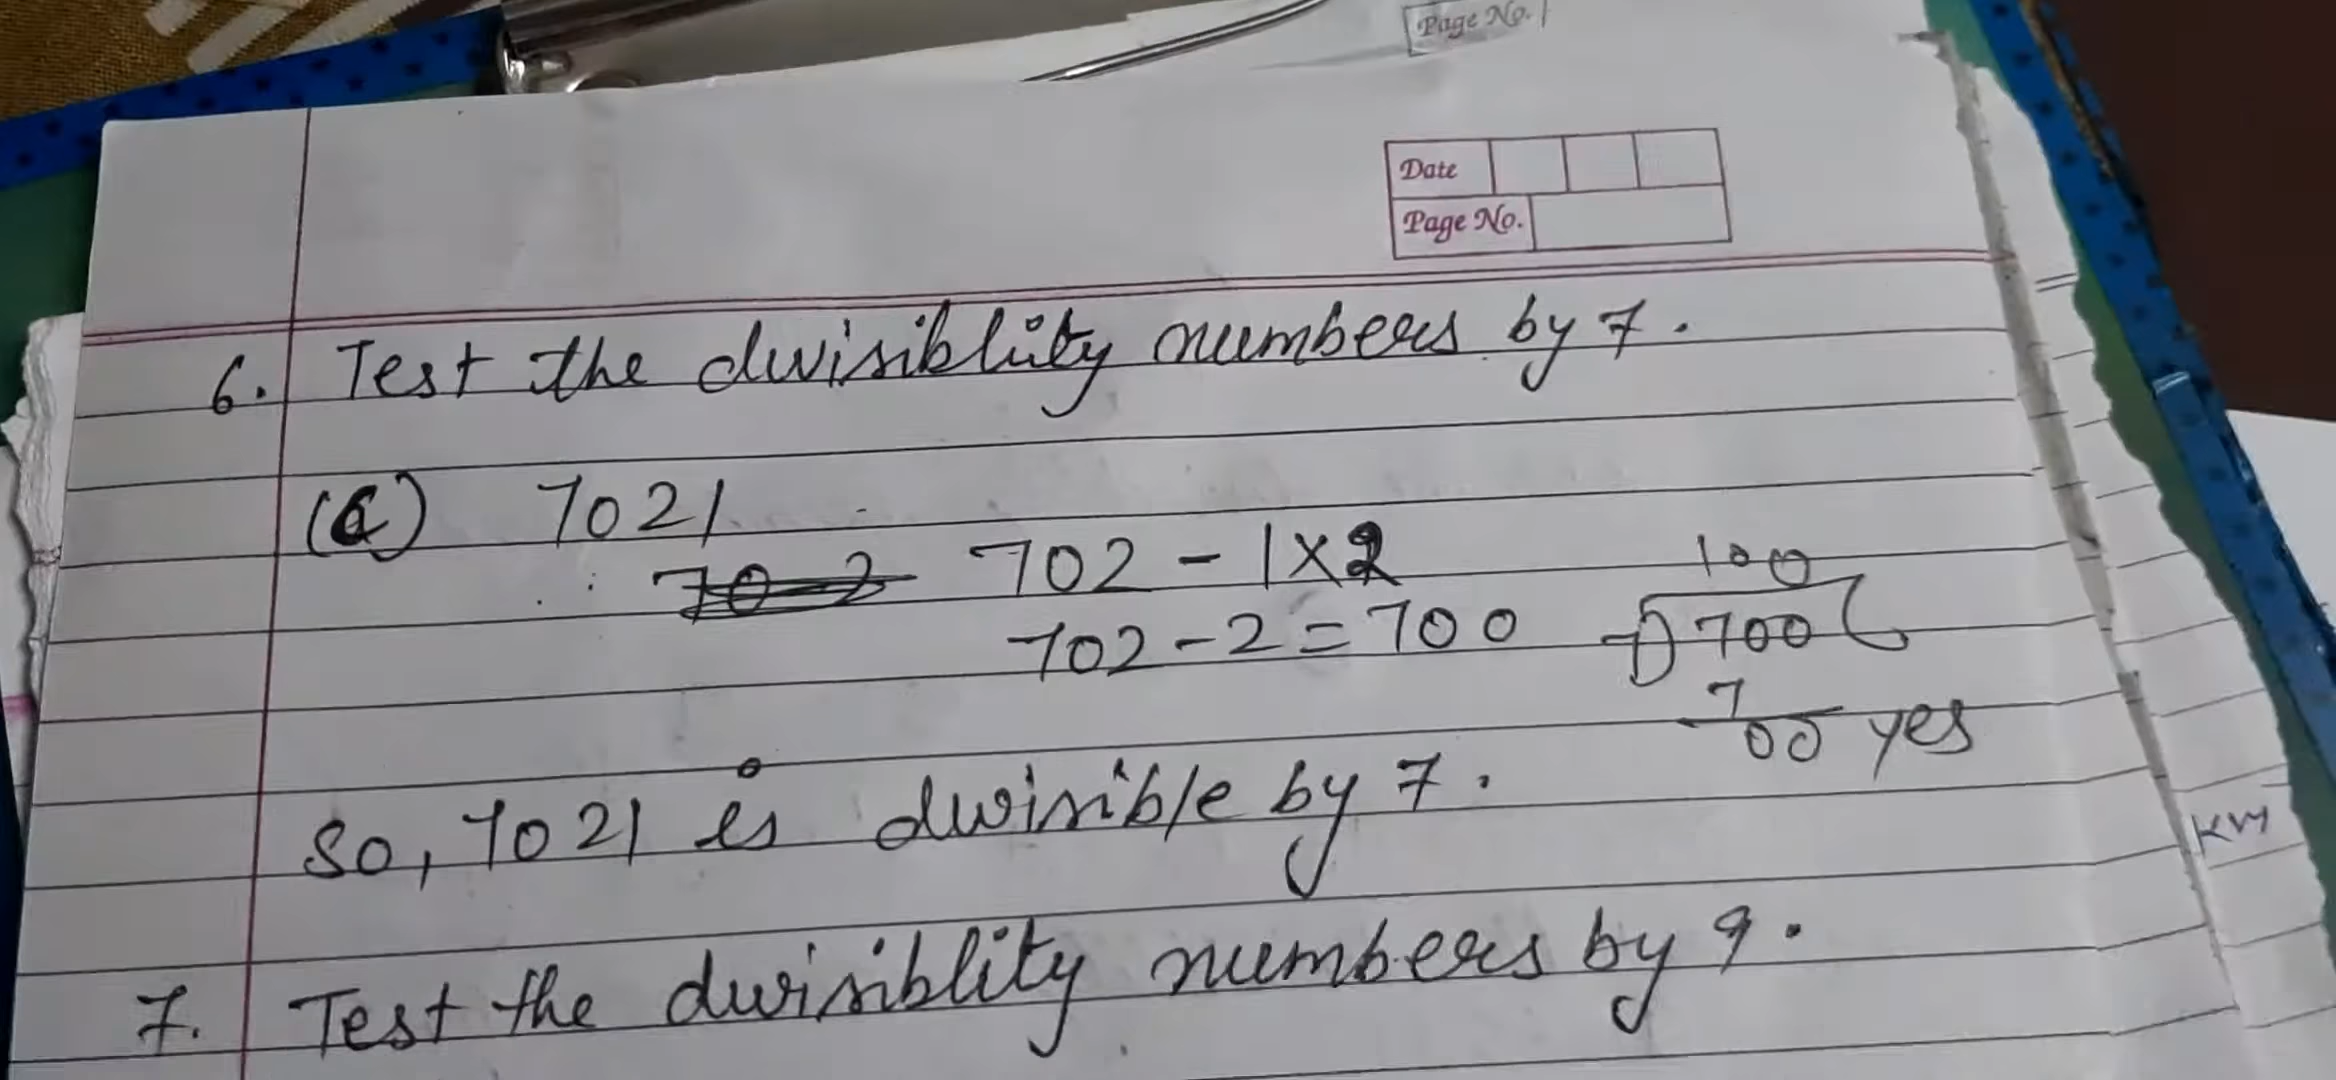 Page No.
Date
Page No.
6. Test the divisiblity numbers by 7.
(c) 7021
702 - 1×2
702-2=700
100
7)700(
7
00 yes
So, 7021 is divisible by 7.
7. Test the divisiblity numbers by 9.